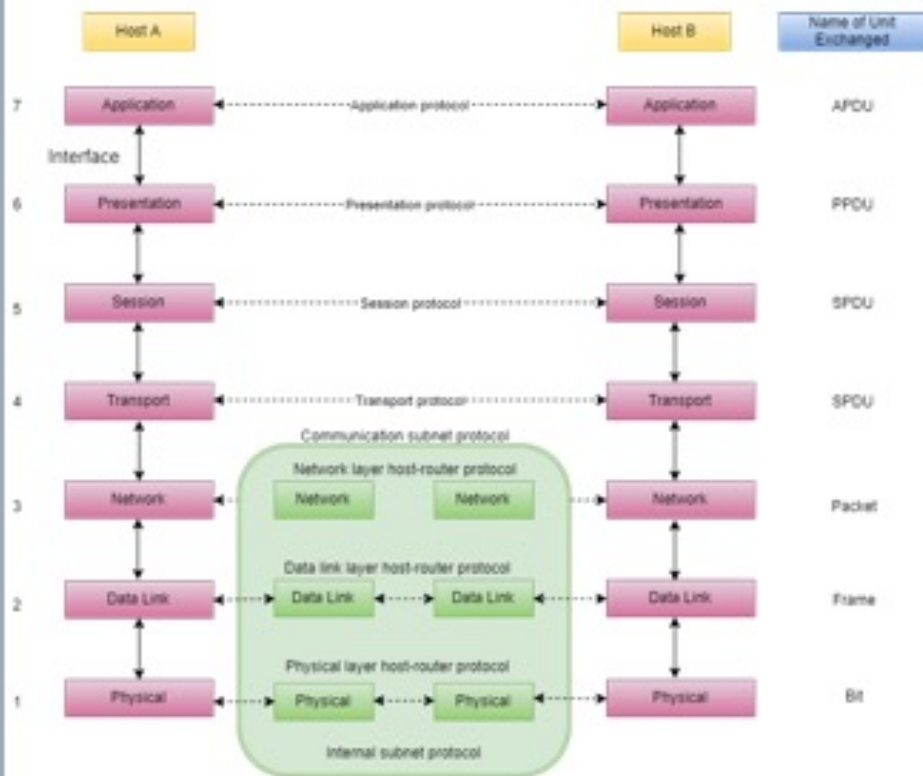 Host A
Host B
Name of Unit
Exchanged
7
Application
Application protocol
Application
APDU
Interface
6
Presentation
Presentation protocol
Presentation
PPDU
5
Session
Session protocol
Session
SPDU
4
Transport
Transport protocol
Transport
SPDU
Communication subnet protocol
Network layer host-router protocol
3
Network
Network
Network
Network
Packet
Data link layer host-router protocol
2
Data Link
Data Link
Data Link
Data Link
Frame
Physical layer host-router protocol
1
Physical
Physical
Physical
Physical
Bit
Internal subnet protocol